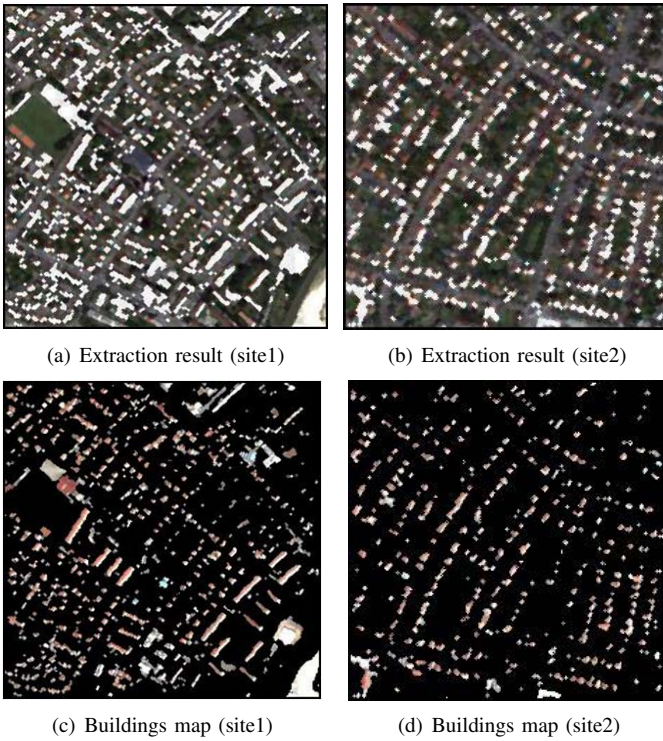 (a) Extraction result (site1)
(b) Extraction result (site2)
(c) Buildings map (site1)
(d) Buildings map (site2)